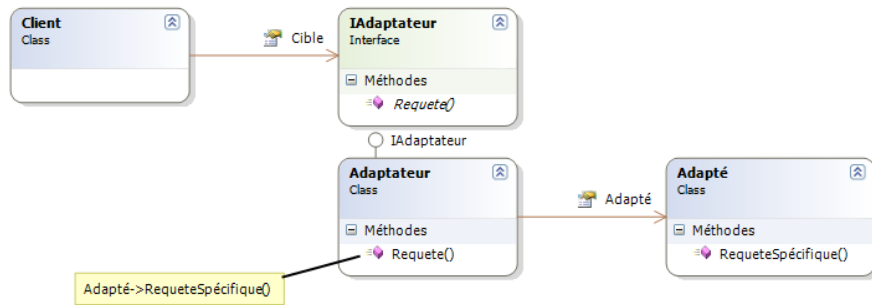 Client
Class
Cible
IAdaptateur
Interface
Méthodes
Requete()
IAdaptateur
Adaptateur
Class
Méthodes
Requete()
Adapté
Adapté
Class
Méthodes
RequeteSpécifique()
Adapté->RequeteSpécifique()